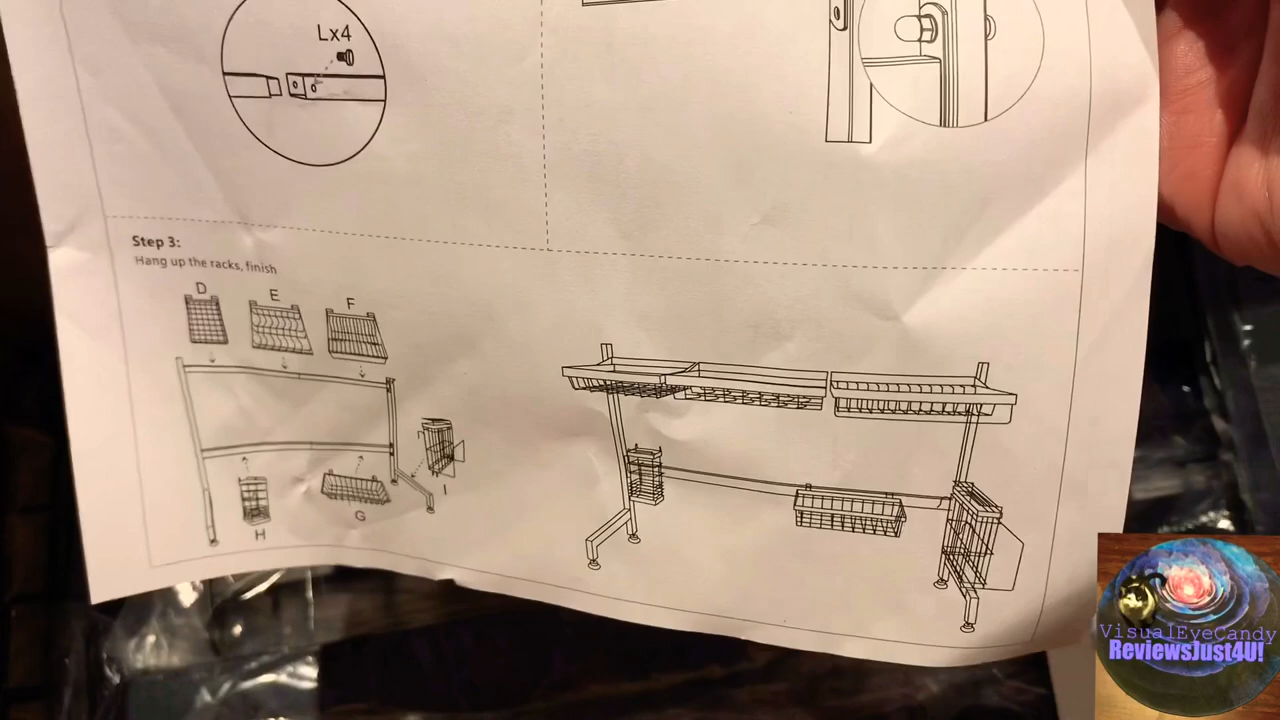 Lx4
Step 3:
Hang up the racks, finish
D
E
F
I
G
H
VisualEyeCandy
ReviewsJust4U!